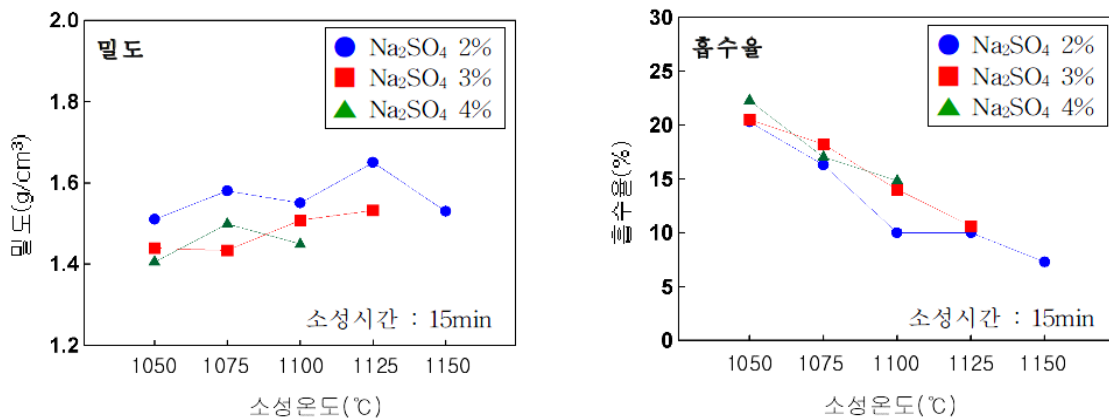 밀도
Na₂SO₄ 2%
Na₂SO₄ 3%
Na₂SO₄ 4%
2.0
1.8
1.6
1.4
1.2
밀도(g/cm³)
소성시간 : 15min
1050 1075 1100 1125 1150
소성온도(℃)
흡수율
Na₂SO₄ 2%
Na₂SO₄ 3%
Na₂SO₄ 4%
30
25
20
15
10
5
0
흡수율(%)
소성시간 : 15min
1050 1075 1100 1125 1150
소성온도(℃)